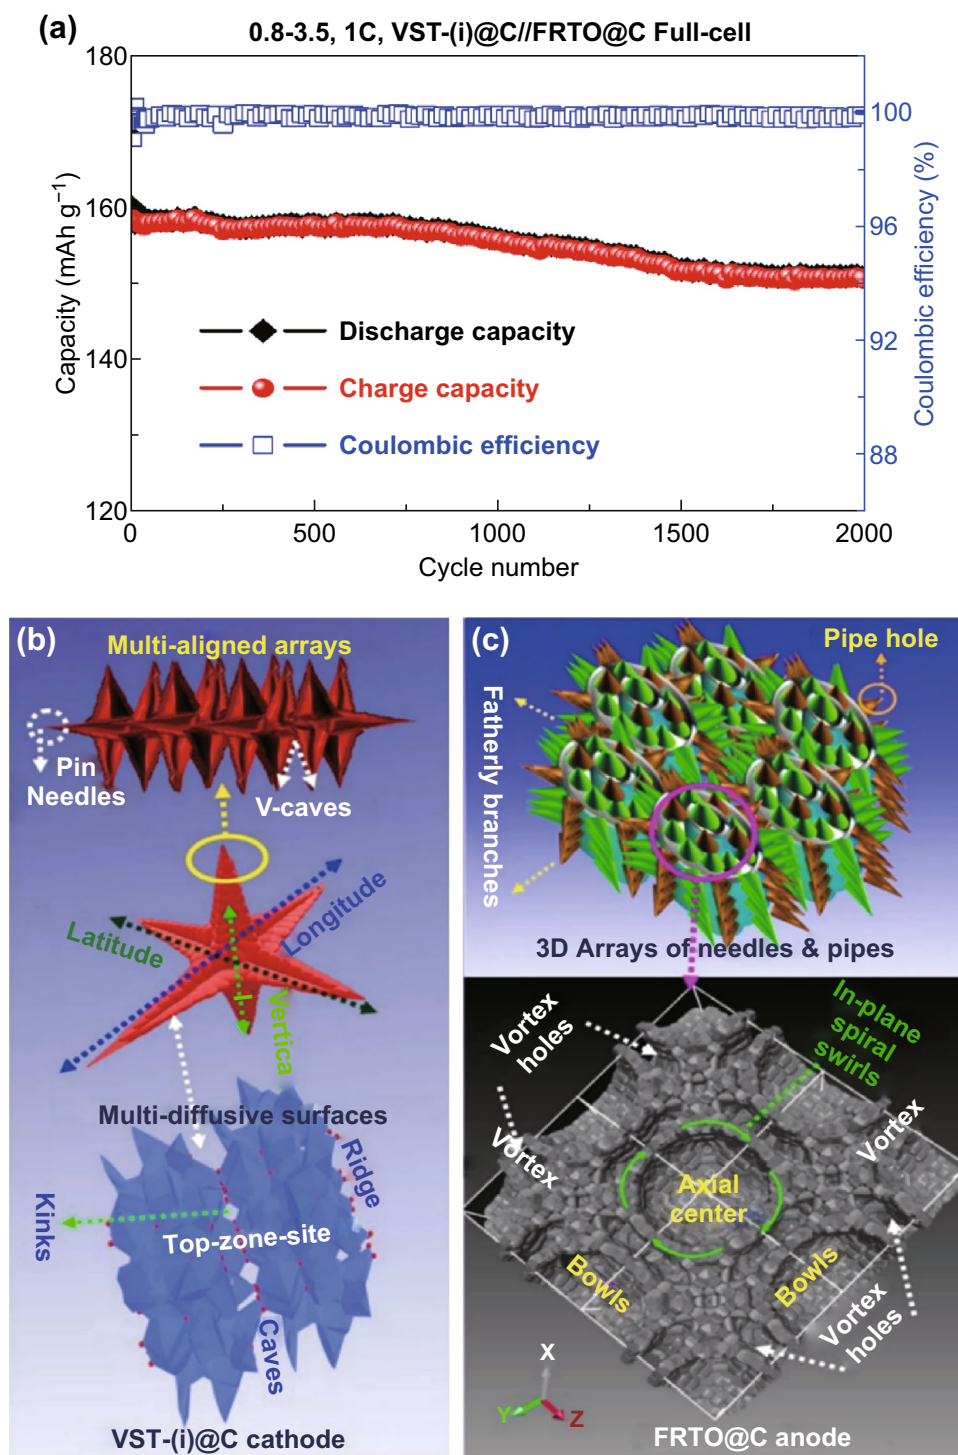 (a)
0.8-3.5, 1C, VST-(i)@C//FRTO@C Full-cell
180
160
140
120
Capacity (mAh g⁻¹)
100
96
92
88
Coulombic efficiency (%)
Discharge capacity
Charge capacity
Coulombic efficiency
0
500
1000
1500
2000
Cycle number
(b)
Multi-aligned arrays
Pin
Needles
V-caves
Latitude
Longitude
Vertical
Multi-diffusive surfaces
Ridge
Kinks
Top-zone-site
Caves
VST-(i)@C cathode
(c)
Pipe hole
Fatherly branches
3D Arrays of needles & pipes
Vortex
holes
In-plane
spiral
swirls
Vortex
Vortex
Axial
center
Bowls
Bowls
Vortex
holes
X
Y
Z
FRTO@C anode